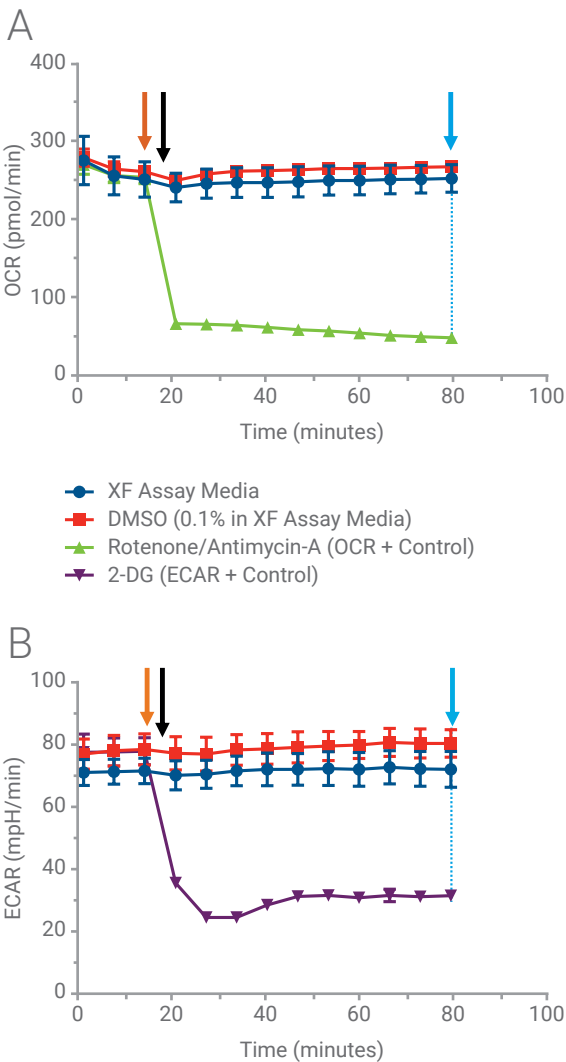 A
400
300
200
100
0
OCR (pmol/min)
0 20 40 60 80 100
Time (minutes)
XF Assay Media
DMSO (0.1% in XF Assay Media)
Rotenone/Antimycin-A (OCR + Control)
2-DG (ECAR + Control)
B
100
80
60
40
20
0
ECAR (mpH/min)
0 20 40 60 80 100
Time (minutes)